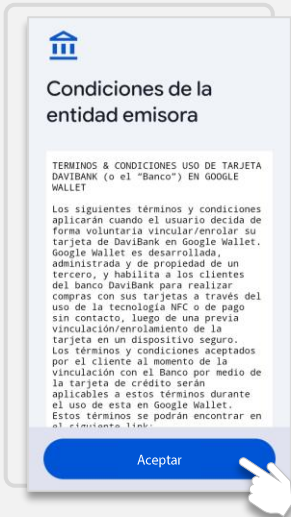 Condiciones de la
entidad emisora
TERMINOS & CONDICIONES USO DE TARJETA
DAVIBANK (o el "Banco") EN GOOGLE
WALLET
Los siguientes términos y condiciones
aplicarán cuando el usuario decida de
forma voluntaria vincular/enrolar su
tarjeta de DaviBank en Google Wallet.
Google Wallet es desarrollada,
administrada y de propiedad de un
tercero, y habilita a los clientes
del banco DaviBank para realizar
compras con sus tarjetas a través del
uso de la tecnología NFC o de pago
sin contacto, luego de una previa
vinculación/enrolamiento de la
tarjeta en un dispositivo seguro.
Los términos y condiciones aceptados
por el cliente al momento de la
vinculación con el Banco por medio de
la tarjeta de crédito serán
aplicables a estos términos durante
el uso de esta en Google Wallet.
Estos términos se podrán encontrar en
el siguiente link:
Aceptar